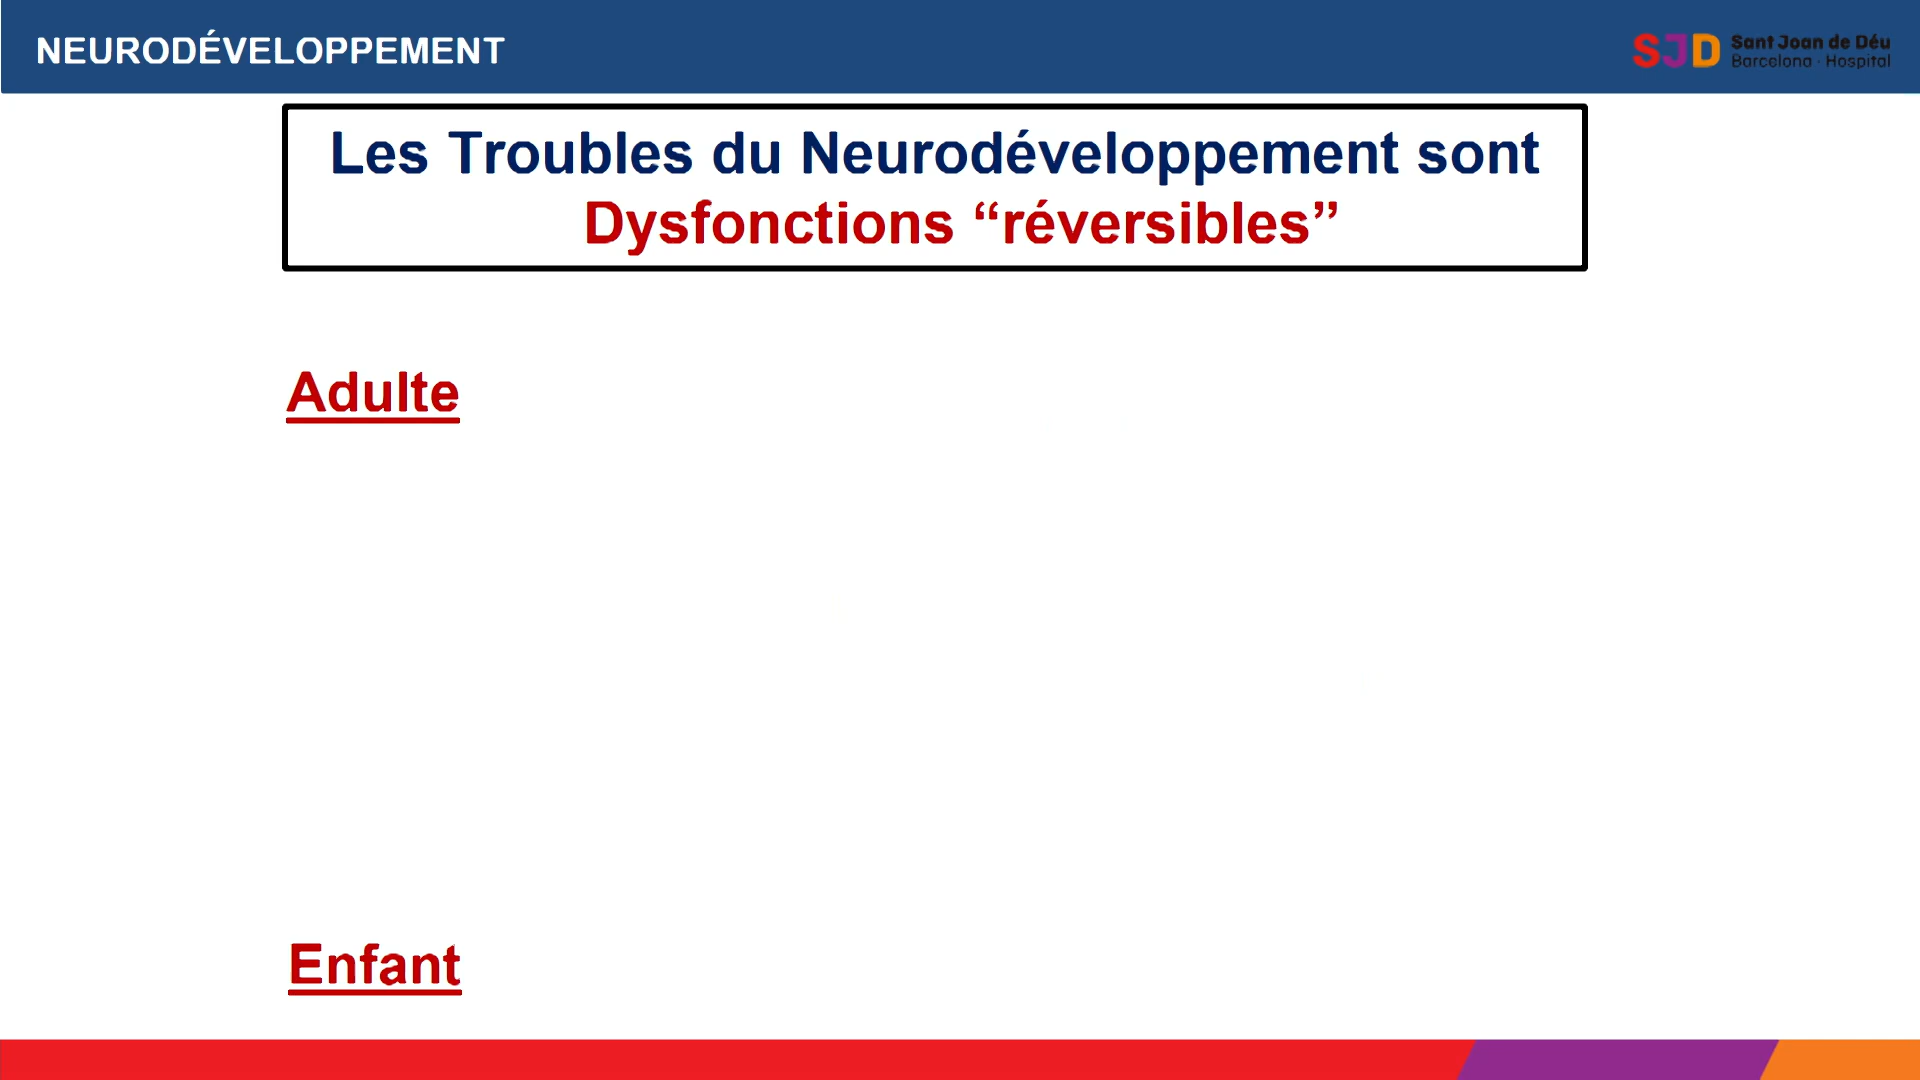 NEURODÉVELOPPEMENT
SJD Sant Joan de Déu
Barcelona · Hospital
Les Troubles du Neurodéveloppement sont
Dysfonctions “réversibles”
Adulte
Enfant